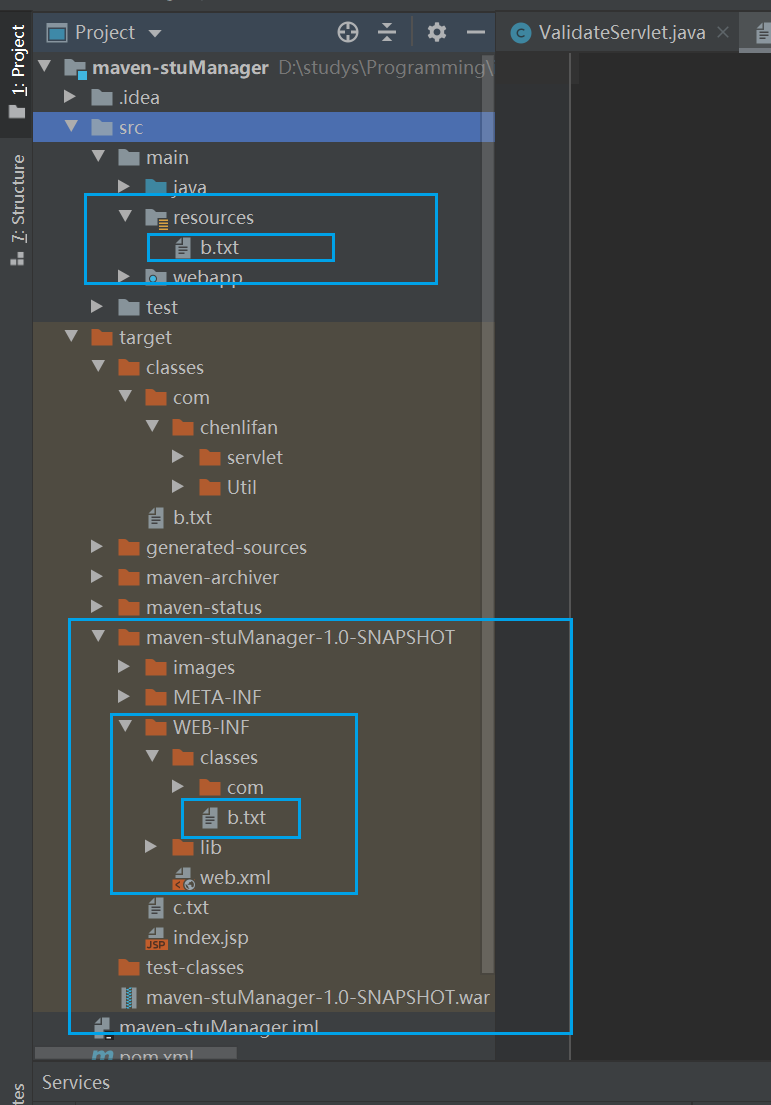 Project
ValidateServlet.java
1: Project
7: Structure
maven-stuManager D:\studys\Programming\
.idea
src
main
java
resources
b.txt
webapp
test
target
classes
com
chenlifan
servlet
Util
b.txt
generated-sources
maven-archiver
maven-status
maven-stuManager-1.0-SNAPSHOT
images
META-INF
WEB-INF
classes
com
b.txt
lib
web.xml
c.txt
JSP
index.jsp
test-classes
maven-stuManager-1.0-SNAPSHOT.war
maven-stuManager.iml
pom.xml
Services